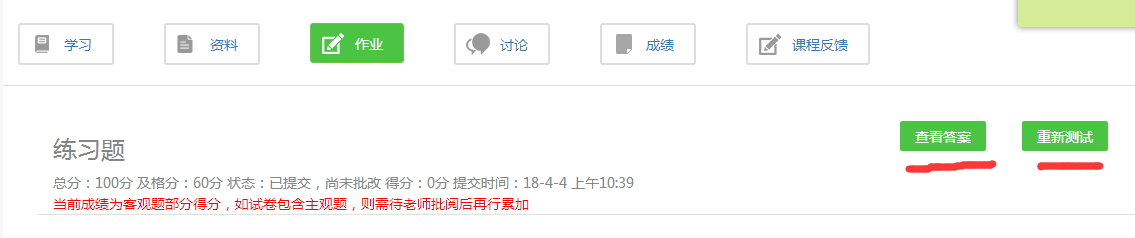 学习 资料 作业 讨论 成绩 课程反馈
查看答案 重新测试
练习题
总分：100分 及格分：60分 状态：已提交，尚未批改 得分：0分 提交时间：18-4-4 上午10:39
当前成绩为客观题部分得分，如试卷包含主观题，则需待老师批阅后再行累加